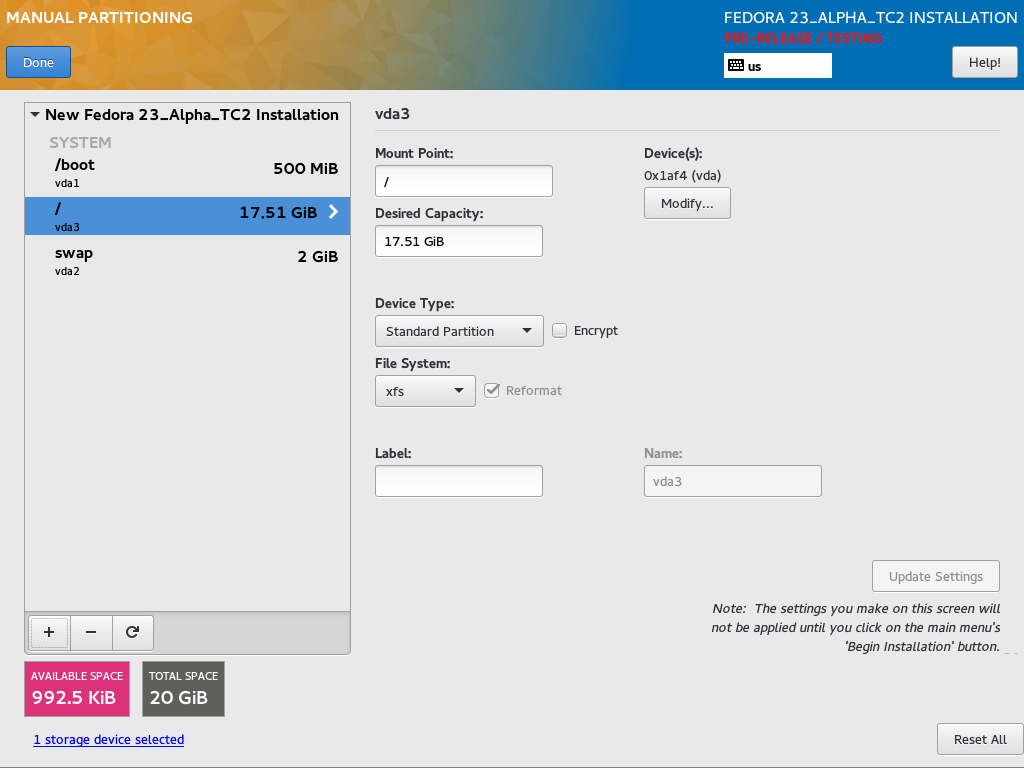 MANUAL PARTITIONING
FEDORA 23_ALPHA_TC2 INSTALLATION
PRE-RELEASE / TESTING
Done
us
Help!
New Fedora 23_Alpha_TC2 Installation
SYSTEM
/boot
500 MiB
vda1
/
17.51 GiB
vda3
swap
2 GiB
vda2
+
−
AVAILABLE SPACE
992.5 KiB
TOTAL SPACE
20 GiB
1 storage device selected
vda3
Mount Point:
/
Desired Capacity:
17.51 GiB
Device(s):
0x1af4 (vda)
Modify...
Device Type:
Standard Partition
Encrypt
File System:
xfs
Reformat
Label:
Name:
vda3
Update Settings
Note:  The settings you make on this screen will
not be applied until you click on the main menu's
'Begin Installation' button.
Reset All